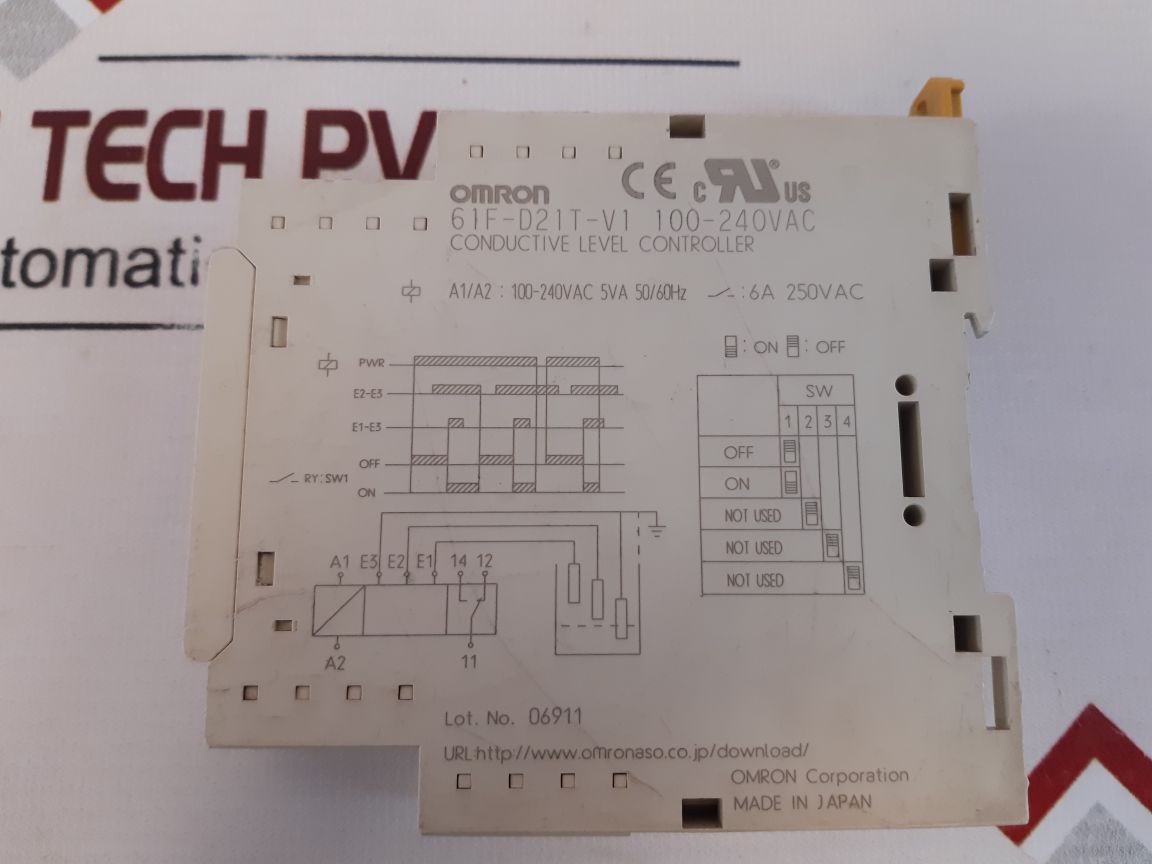 TECH PV
tomati
OMRON CE C RU US
61F-D21T-V1 100-240VAC
CONDUCTIVE LEVEL CONTROLLER
A1/A2 : 100-240VAC 5VA 50/60Hz :6A 250VAC
: ON : OFF
PWR
E2-E3
E1-E3
OFF
RY:SW1
ON
SW
1 2 3 4
OFF
ON
NOT USED
NOT USED
NOT USED
A1 E3 E2 E1 14 12
A2 11
Lot. No. 06911
URL:http://www.omronaso.co.jp/download/
OMRON Corporation
MADE IN JAPAN